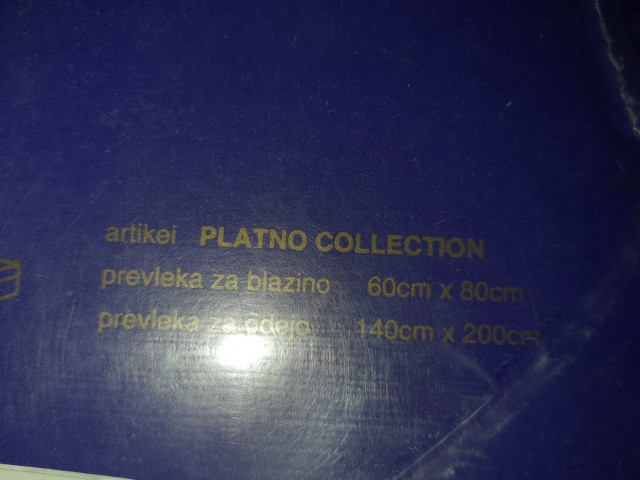 artikel PLATNO COLLECTION
prevleka za blazino 60cm x 80cm
prevleka za odejo 140cm x 200cm